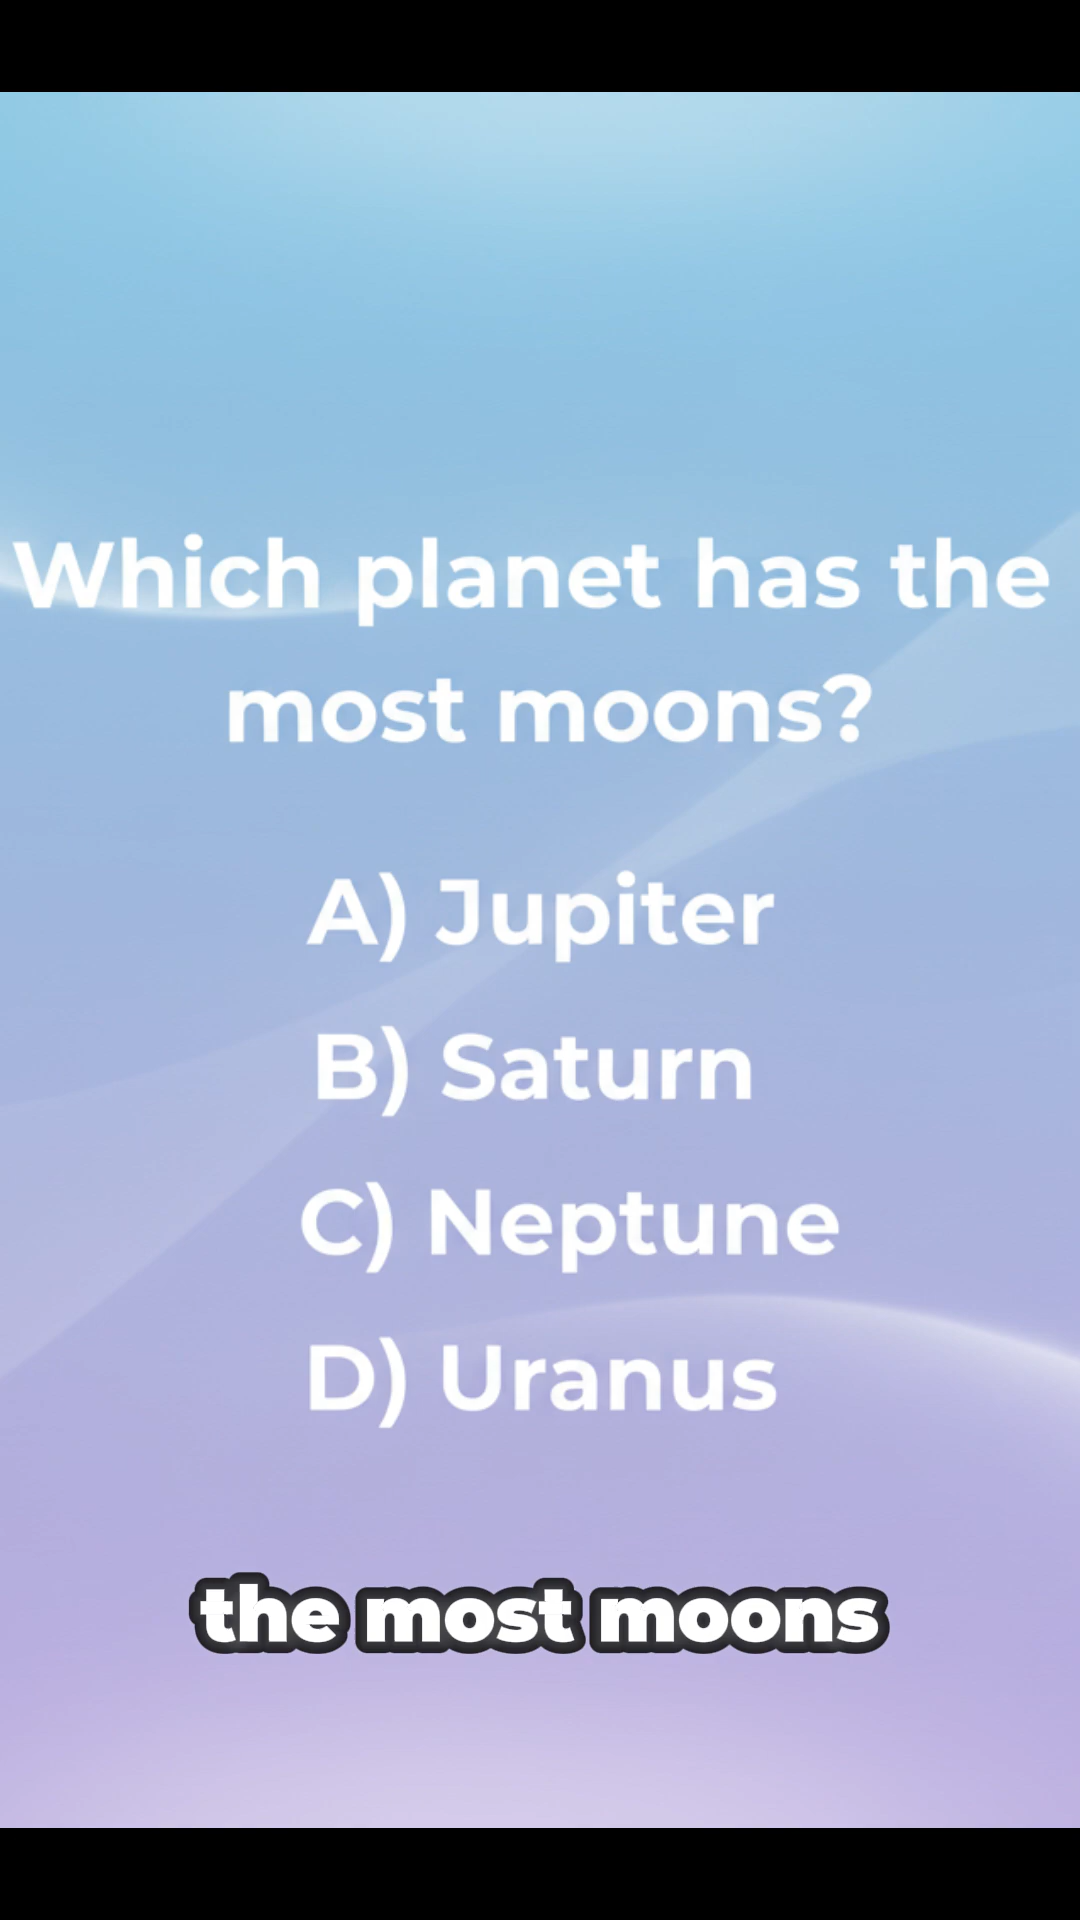 Which planet has the
most moons?
A) Jupiter
B) Saturn
C) Neptune
D) Uranus
the most moons